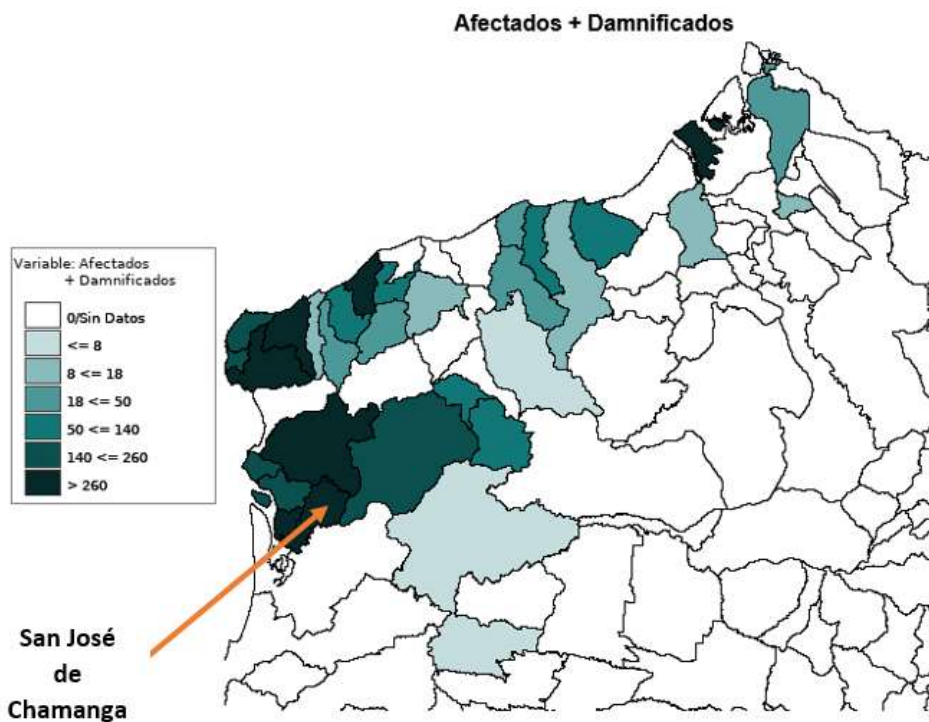 Afectados + Damnificados
Variable: Afectados
+ Damnificados
0/Sin Datos
<= 8
8 <= 18
18 <= 50
50 <= 140
140 <= 260
> 260
San José
de
Chamanga